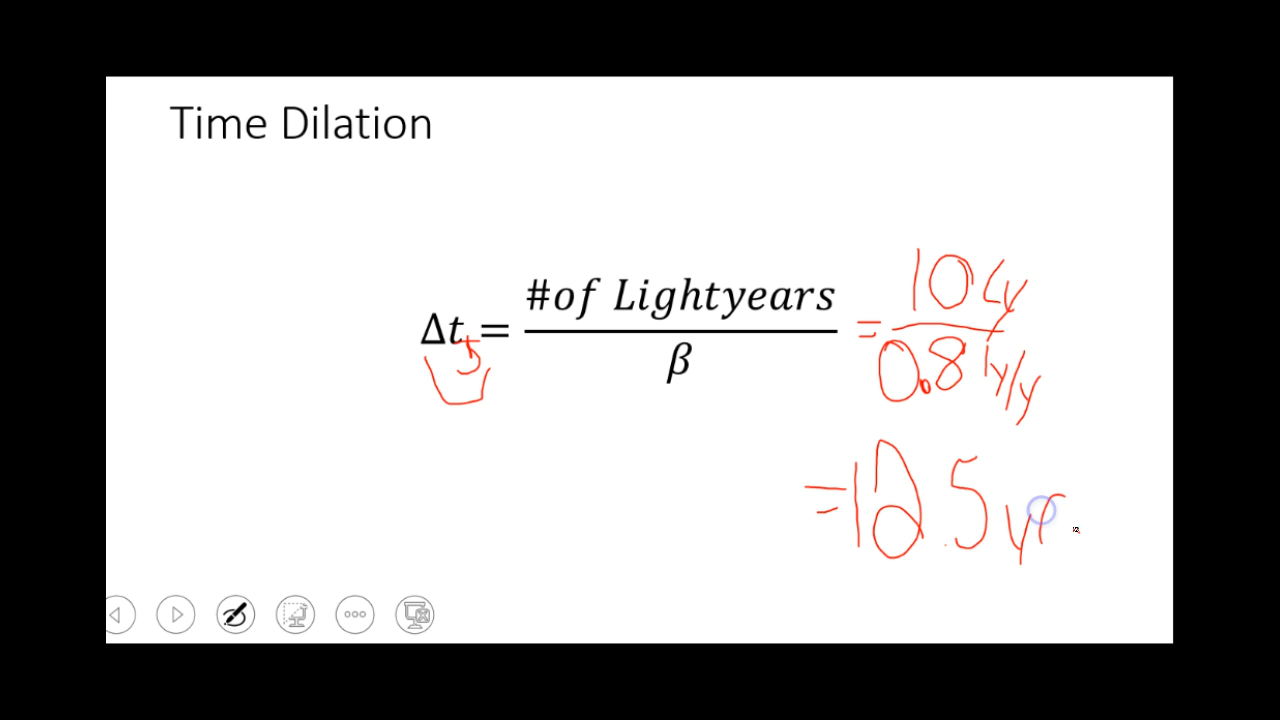 Time Dilation
Δt = #of Lightyears / β = 10 Ly / 0.8 ly/y
= 12.5 yr